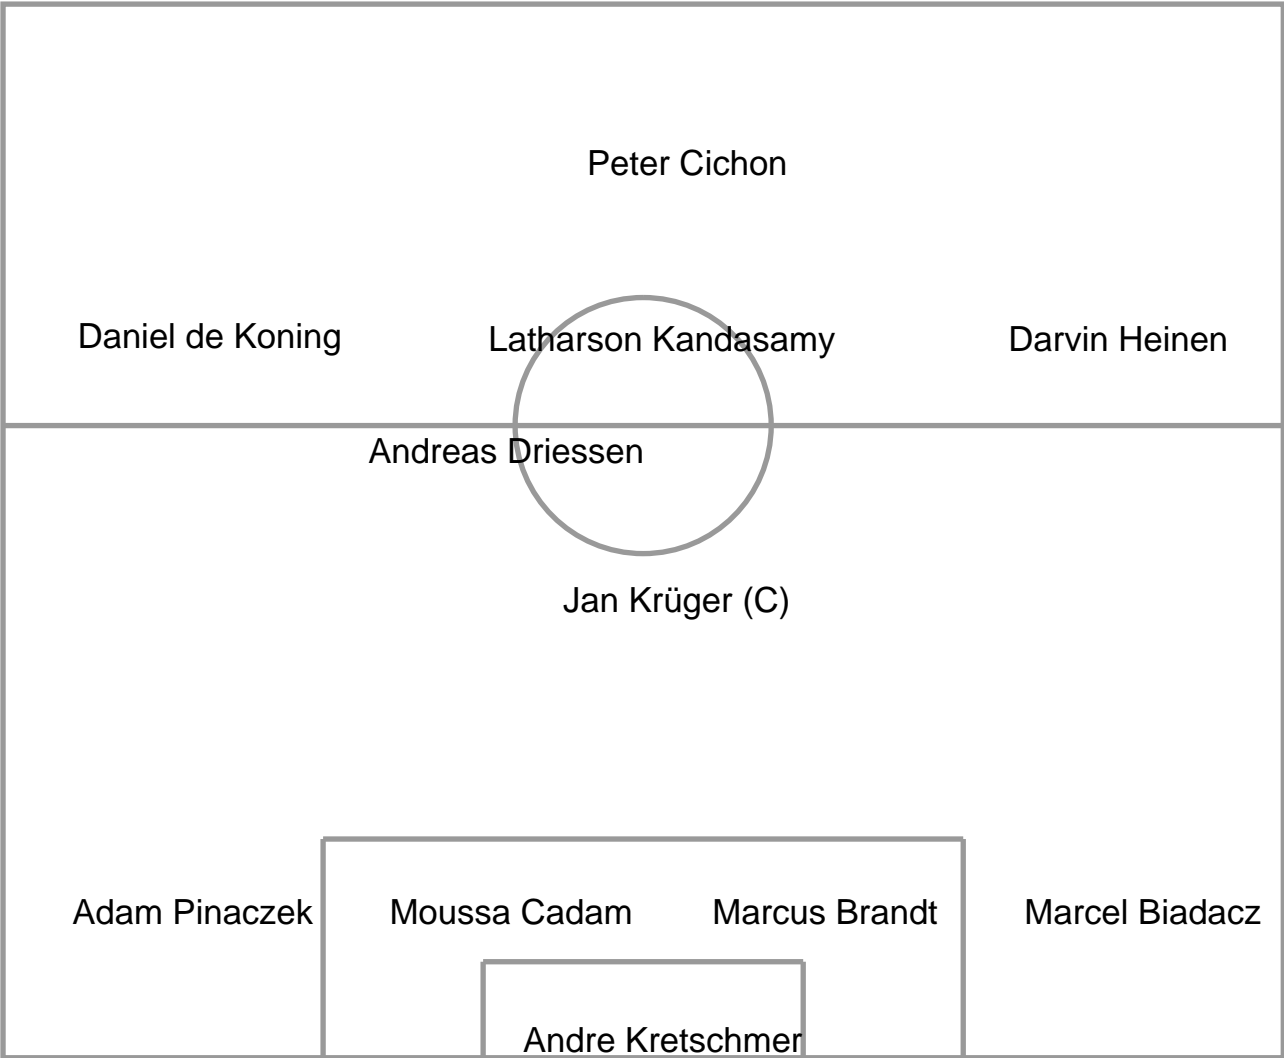 Peter Cichon
Daniel de Koning
Latharson Kandasamy
Darvin Heinen
Andreas Driessen
Jan Krüger (C)
Adam Pinaczek
Moussa Cadam
Marcus Brandt
Marcel Biadacz
Andre Kretschmer